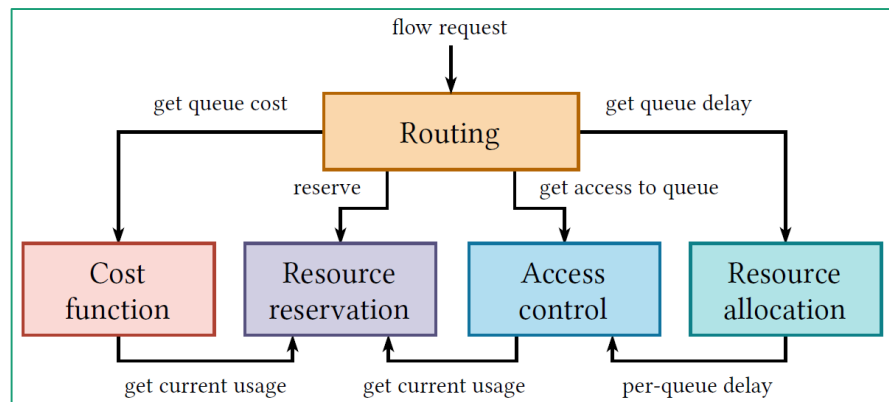 flow request
get queue cost
get queue delay
Routing
reserve
get access to queue
Cost
function
Resource
reservation
Access
control
Resource
allocation
get current usage
get current usage
per-queue delay